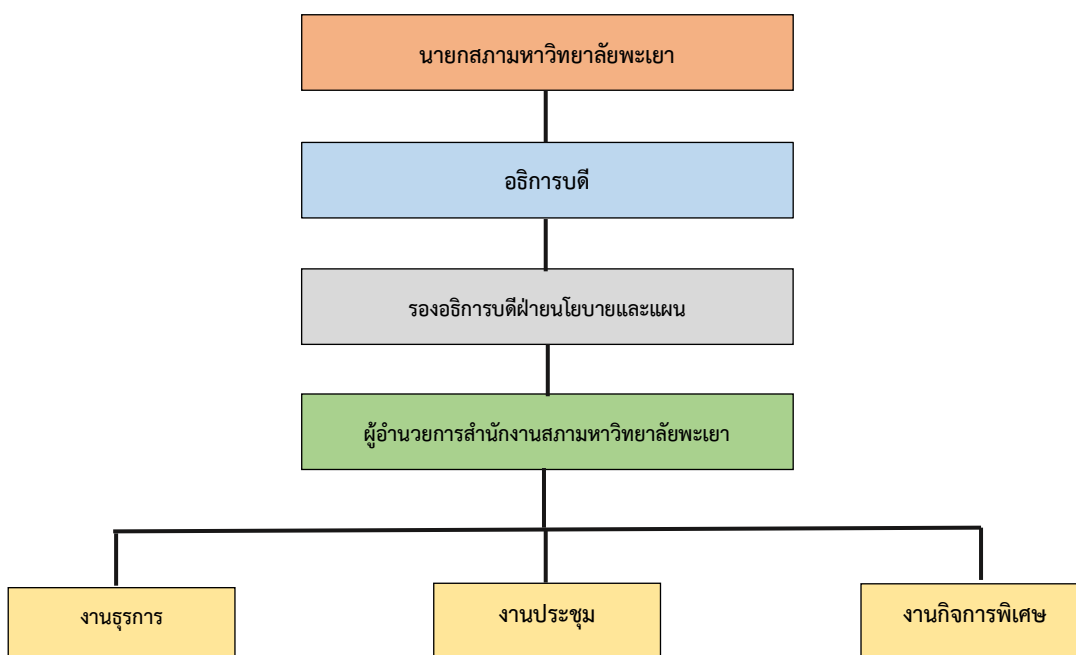 นายกสภามหาวิทยาลัยพะเยา
อธิการบดี
รองอธิการบดีฝ่ายนโยบายและแผน
ผู้อำนวยการสำนักงานสภามหาวิทยาลัยพะเยา
งานธุรการ
งานประชุม
งานกิจการพิเศษ